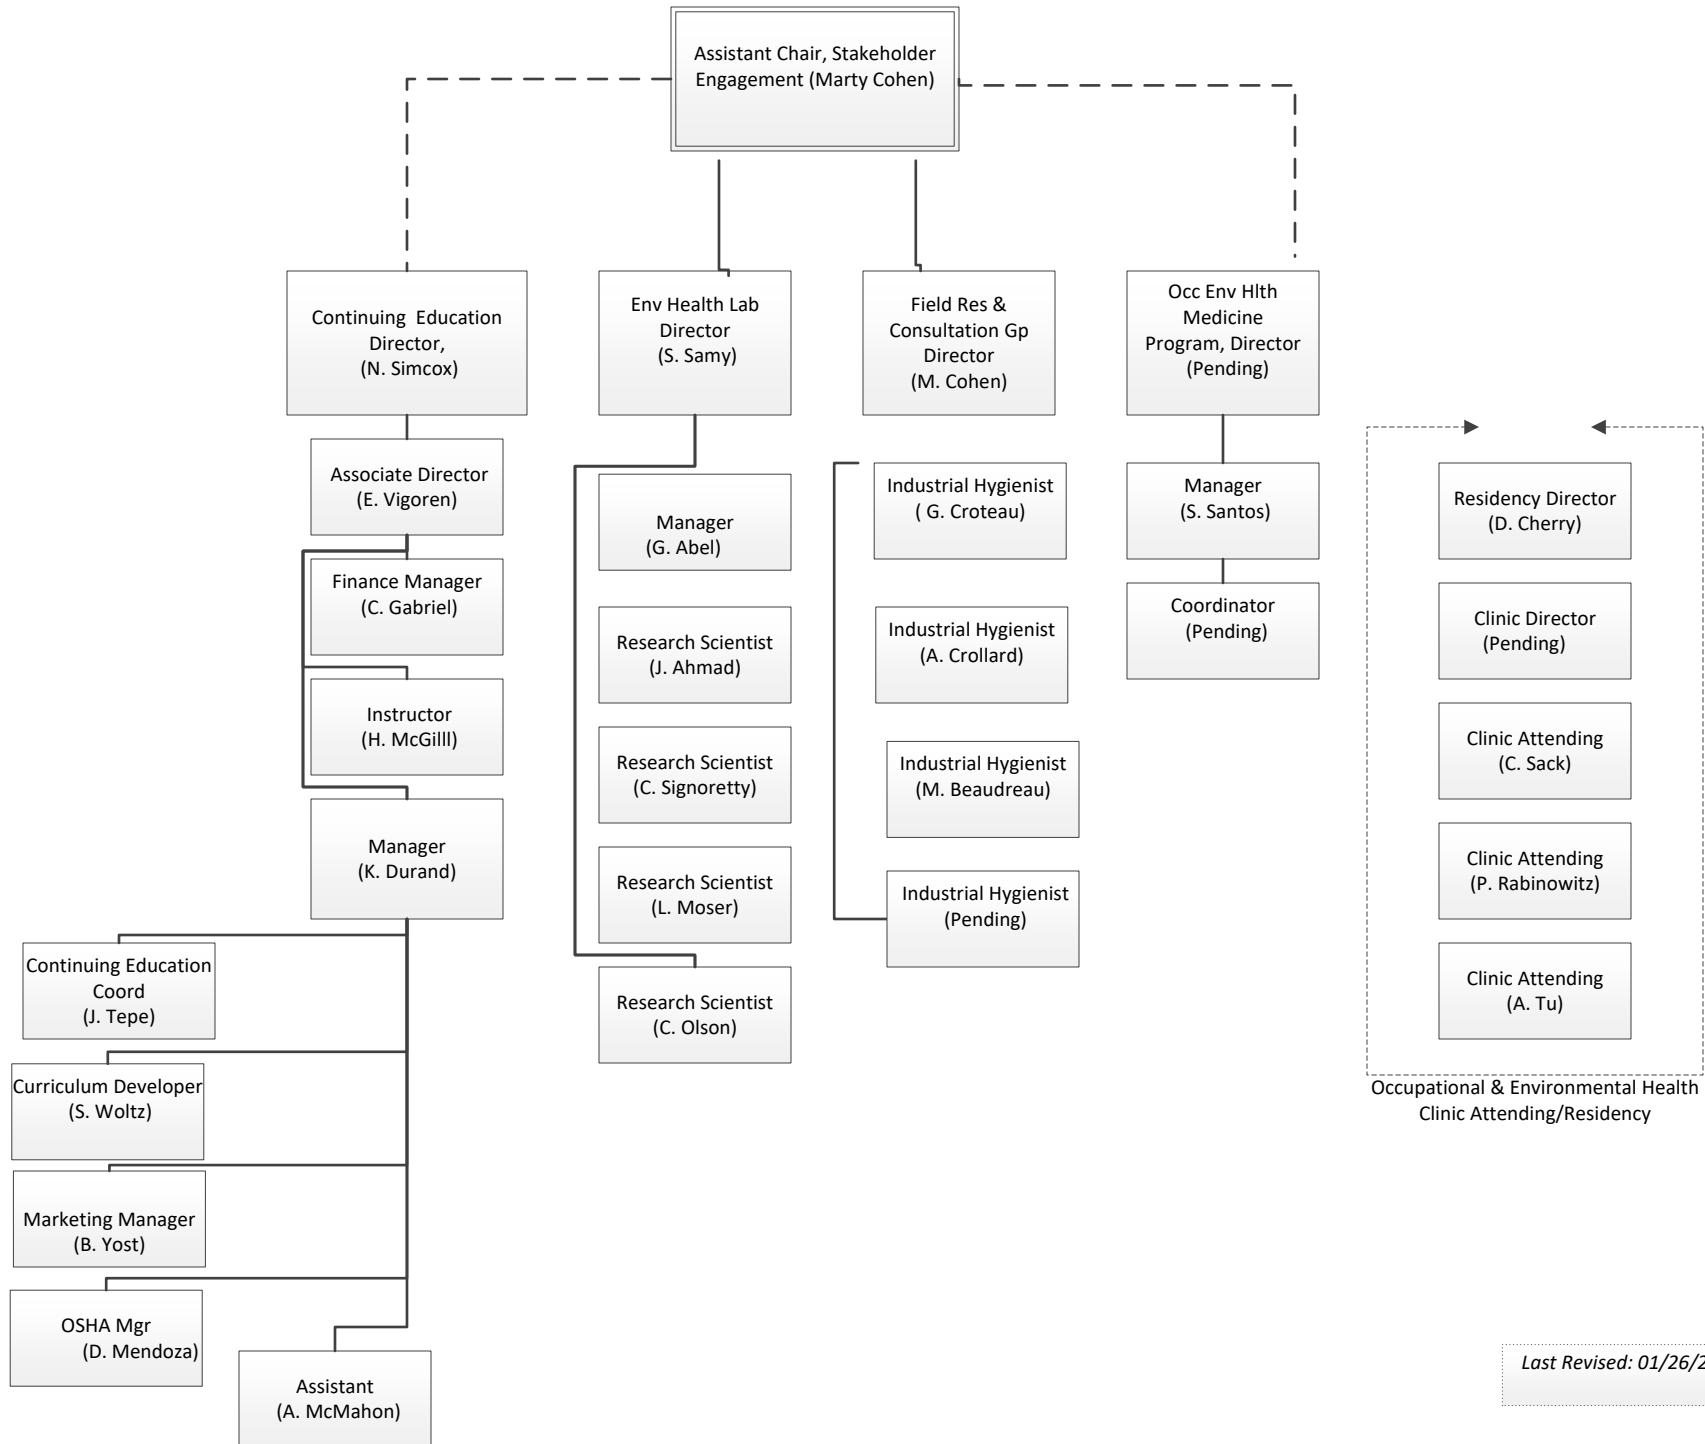 Assistant Chair, Stakeholder
Engagement (Marty Cohen)
Continuing Education
Director,
(N. Simcox)
Env Health Lab
Director
(S. Samy)
Field Res &
Consultation Gp
Director
(M. Cohen)
Occ Env Hlth
Medicine
Program, Director
(Pending)
Associate Director
(E. Vigoren)
Finance Manager
(C. Gabriel)
Instructor
(H. McGilll)
Manager
(K. Durand)
Continuing Education
Coord
(J. Tepe)
Curriculum Developer
(S. Woltz)
Marketing Manager
(B. Yost)
OSHA Mgr
(D. Mendoza)
Assistant
(A. McMahon)
Manager
(G. Abel)
Research Scientist
(J. Ahmad)
Research Scientist
(C. Signoretty)
Research Scientist
(L. Moser)
Research Scientist
(C. Olson)
Industrial Hygienist
( G. Croteau)
Industrial Hygienist
(A. Crollard)
Industrial Hygienist
(M. Beaudreau)
Industrial Hygienist
(Pending)
Manager
(S. Santos)
Coordinator
(Pending)
Residency Director
(D. Cherry)
Clinic Director
(Pending)
Clinic Attending
(C. Sack)
Clinic Attending
(P. Rabinowitz)
Clinic Attending
(A. Tu)
Occupational & Environmental Health
Clinic Attending/Residency
Last Revised: